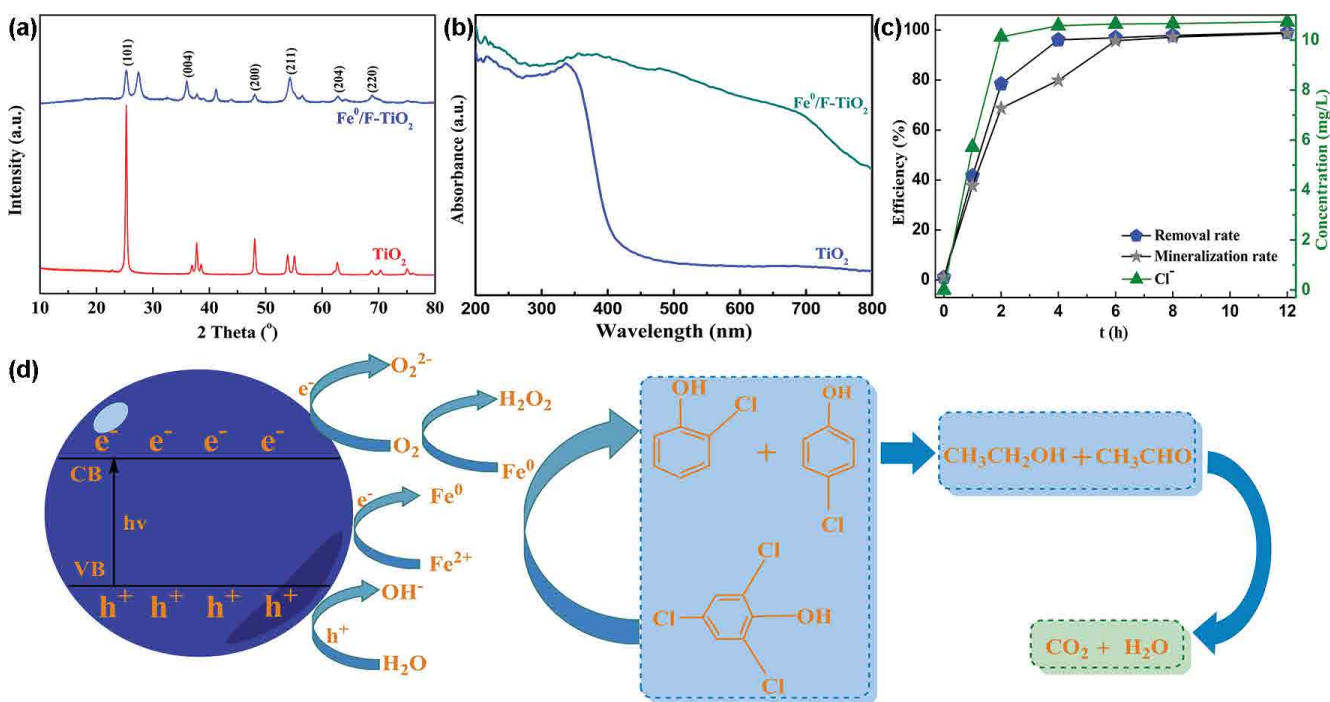 (a)
(101)
(004)
(200)
(211)
(204)
(220)
Fe⁰/F-TiO₂
TiO₂
Intensity (a.u.)
10 20 30 40 50 60 70 80
2 Theta (°)
(b)
Fe⁰/F-TiO₂
TiO₂
Absorbance (a.u.)
200 300 400 500 600 700 800
Wavelength (nm)
(c)
100
80
60
40
20
0
Efficiency (%)
Removal rate
Mineralization rate
Cl⁻
10
8
6
4
2
0
Concentration (mg/L)
0 2 4 6 8 10 12
t (h)
(d)
e⁻ e⁻ e⁻ e⁻
CB
hv
VB
h⁺ h⁺ h⁺ h⁺
O₂²⁻
e⁻
O₂
H₂O₂
Fe⁰
Fe⁰
e⁻
Fe²⁺
OH⁻
h⁺
H₂O
OH
Cl
+
OH
Cl
Cl
Cl
OH
Cl
CH₃CH₂OH + CH₃CHO
CO₂ + H₂O